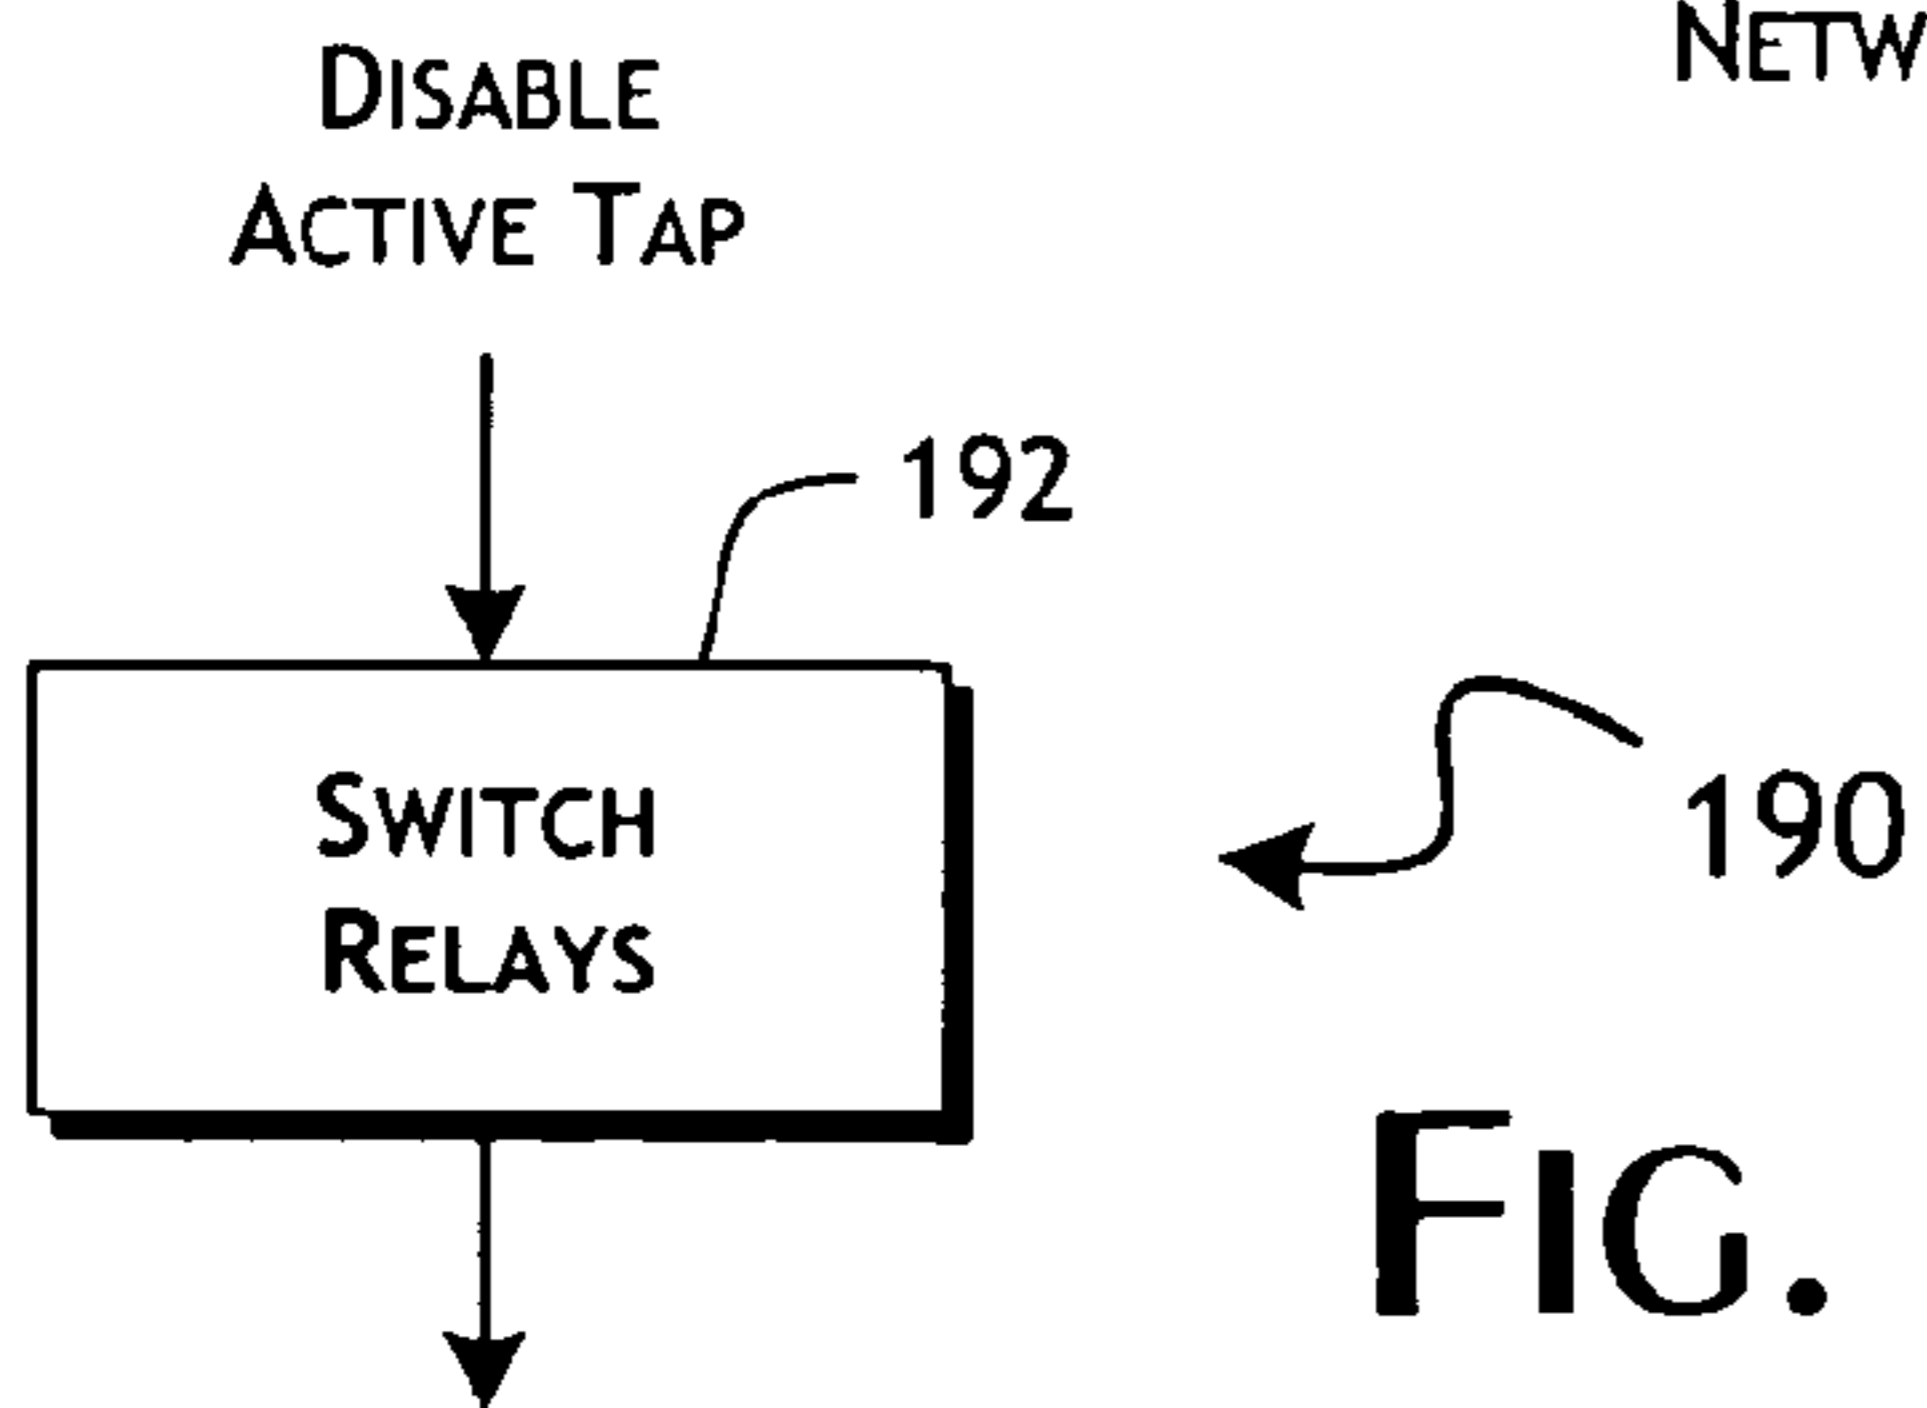 NETW
DISABLE
ACTIVE TAP
192
SWITCH
RELAYS
190
FIG.